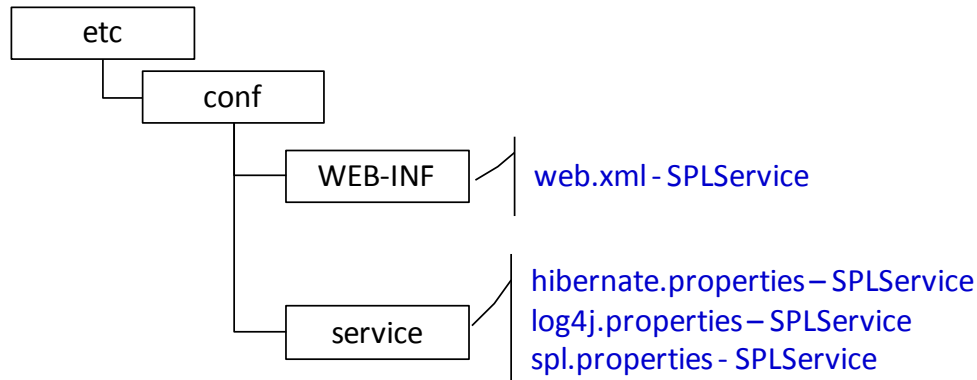 etc
conf
WEB-INF
web.xml - SPLService
hibernate.properties – SPLService
log4j.properties – SPLService
spl.properties - SPLService
service